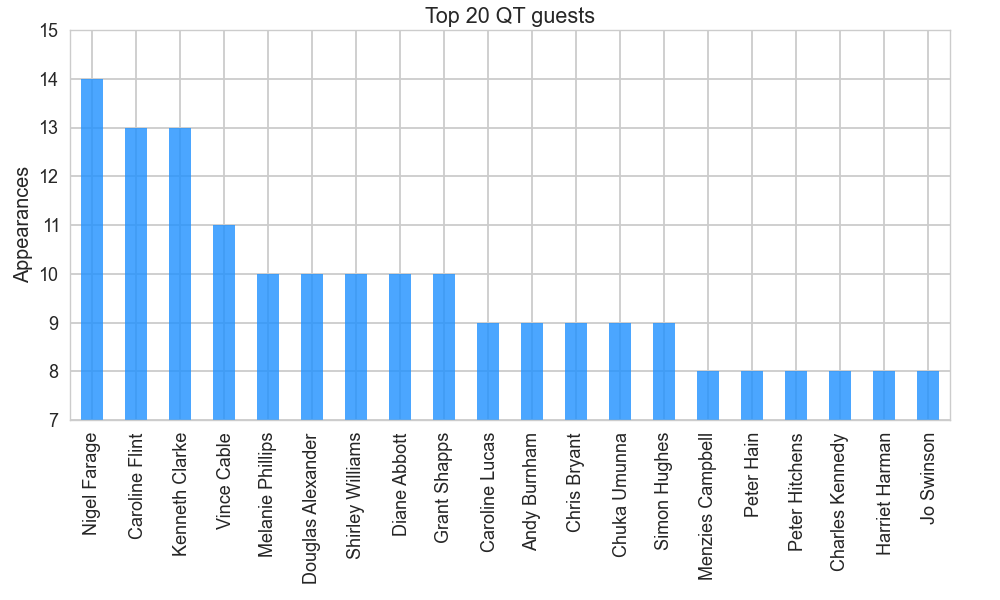 Top 20 QT guests
Appearances
15
14
13
12
11
10
9
8
7
Nigel Farage
Caroline Flint
Kenneth Clarke
Vince Cable
Melanie Phillips
Douglas Alexander
Shirley Williams
Diane Abbott
Grant Shapps
Caroline Lucas
Andy Burnham
Chris Bryant
Chuka Umunna
Simon Hughes
Menzies Campbell
Peter Hain
Peter Hitchens
Charles Kennedy
Harriet Harman
Jo Swinson